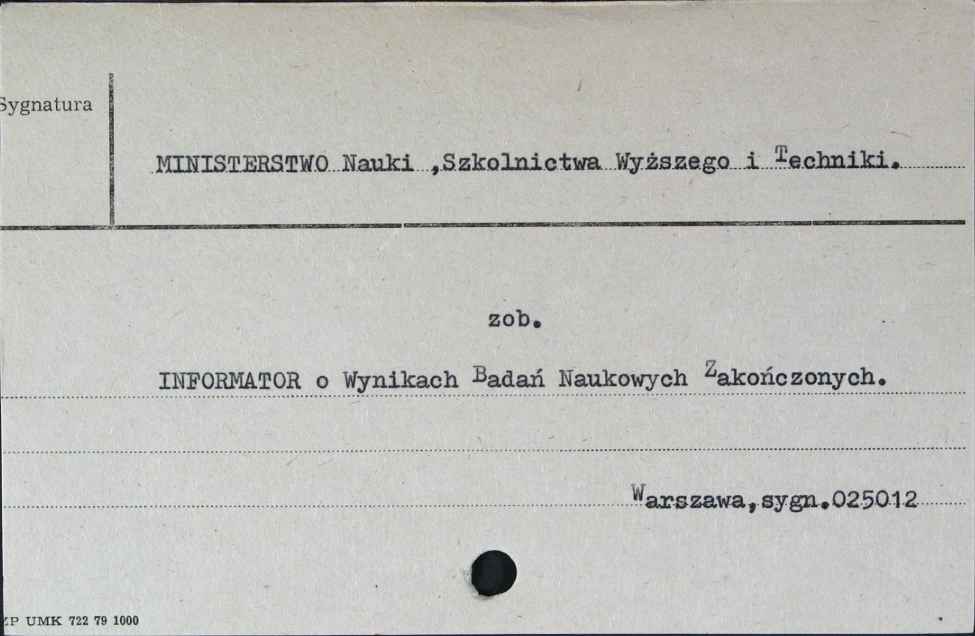 Sygnatura
MINISTERSTWO Nauki ,Szkolnictwa Wyższego i Techniki.
zob.
INFORMATOR o Wynikach Badań Naukowych Zakończonych.
Warszawa,sygn.025012
ZP UMK 722 79 1000